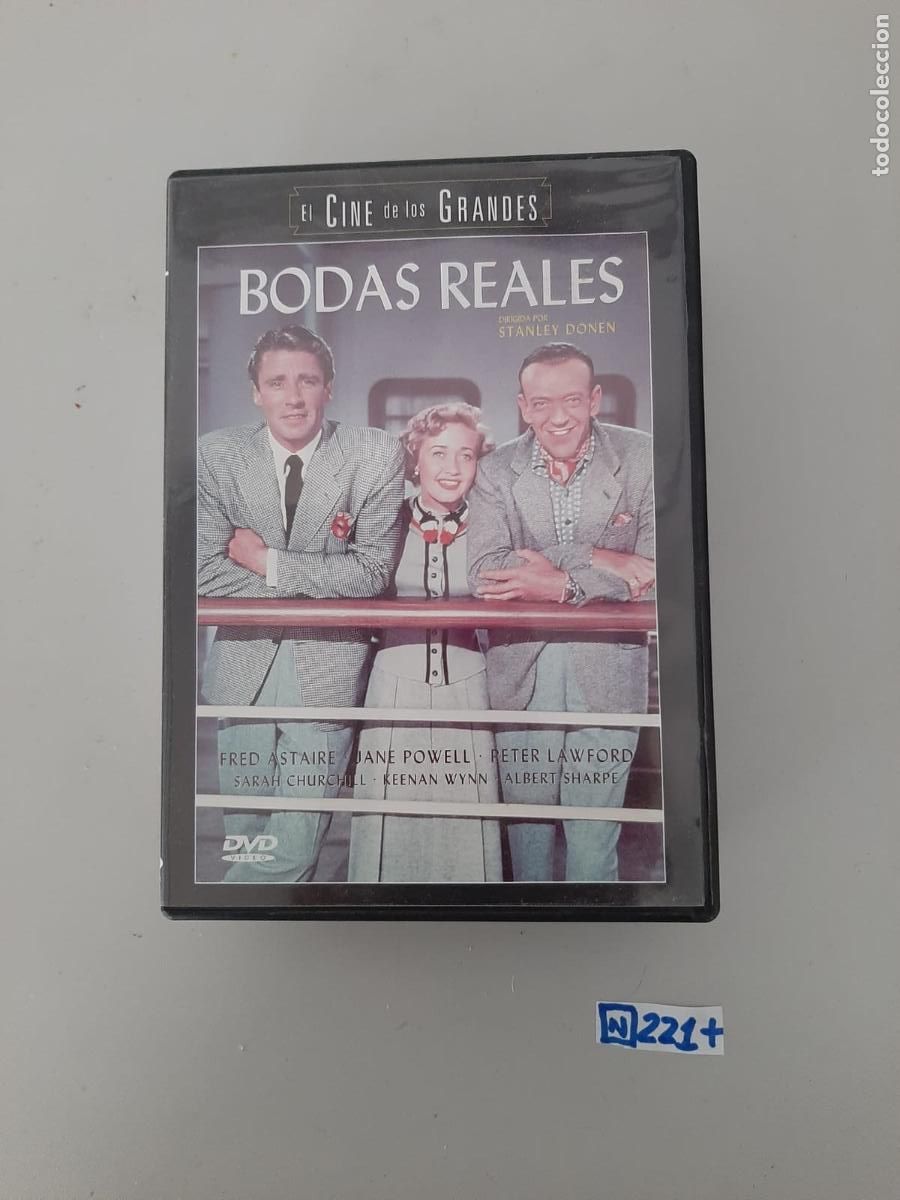 todocoleccion
El CINE de los GRANDES
BODAS REALES
DIRIGIDA POR
STANLEY DONEN
FRED ASTAIRE · JANE POWELL · PETER LAWFORD
SARAH CHURCHILL · KEENAN WYNN · ALBERT SHARPE
DVD
VIDEO
N 221+